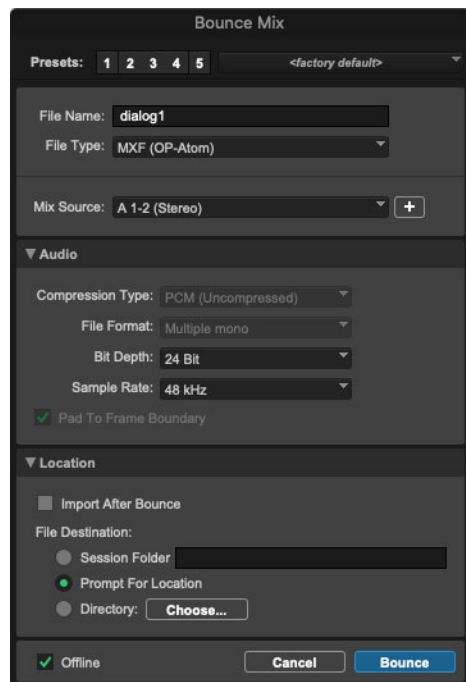 Bounce Mix
Presets: 1 2 3 4 5 <factory default>
File Name: dialog1
File Type: MXF (OP-Atom)
Mix Source: A 1-2 (Stereo) +
Audio
Compression Type: PCM (Uncompressed)
File Format: Multiple mono
Bit Depth: 24 Bit
Sample Rate: 48 kHz
Pad To Frame Boundary
Location
Import After Bounce
File Destination:
Session Folder
Prompt For Location
Directory: Choose...
Offline Cancel Bounce